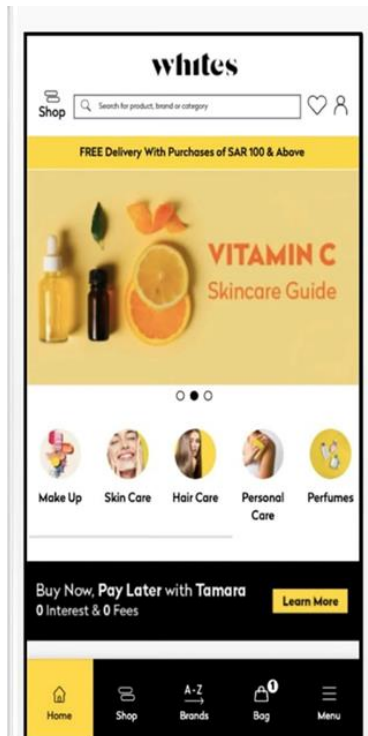 whites
Shop
Search for product, brand or category
FREE Delivery With Purchases of SAR 100 & Above
VITAMIN C
Skincare Guide
Make Up
Skin Care
Hair Care
Personal
Care
Perfumes
Buy Now, Pay Later with Tamara
0 Interest & 0 Fees
Learn More
A-Z
1
Home
Shop
Brands
Bag
Menu